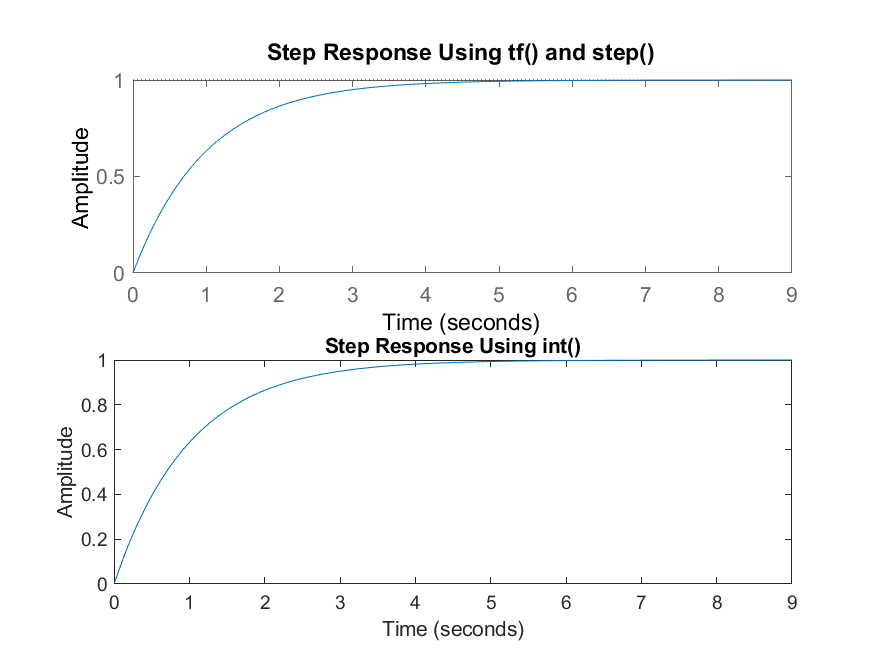 Step Response Using tf() and step()
1
0.5
0
Amplitude
0 1 2 3 4 5 6 7 8 9
Time (seconds)
Step Response Using int()
1
0.8
0.6
0.4
0.2
0
Amplitude
0 1 2 3 4 5 6 7 8 9
Time (seconds)